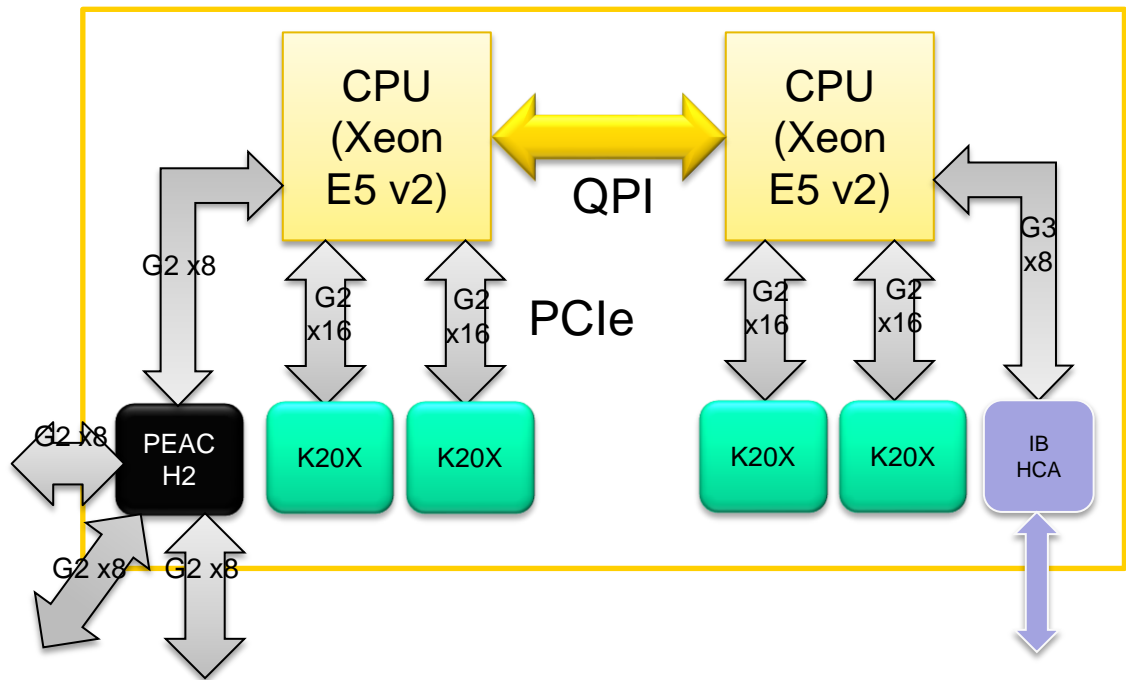 CPU
(Xeon
E5 v2)
CPU
(Xeon
E5 v2)
QPI
G2 x8
G2
x16
G2
x16
PCIe
G2
x16
G2
x16
G3
x8
G2 x8
PEAC
H2
K20X
K20X
K20X
K20X
IB
HCA
G2 x8
G2 x8